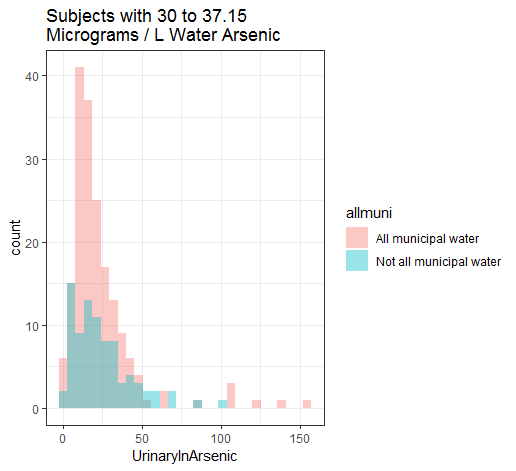 Subjects with 30 to 37.15
Micrograms / L Water Arsenic
40
30
20
10
0
count
0 50 100 150
UrinaryInArsenic
allmuni
All municipal water
Not all municipal water